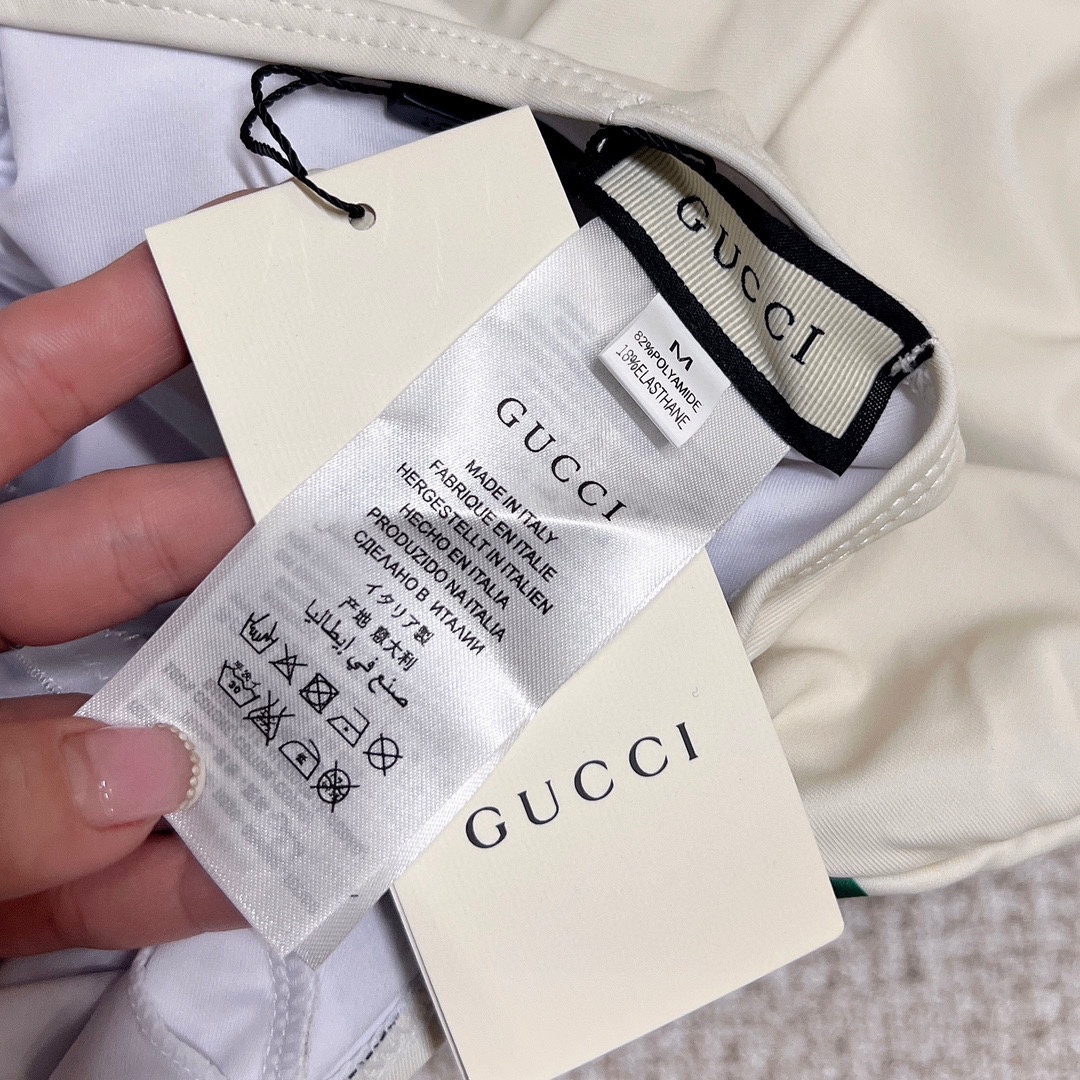 GUCCI
M
82%POLYAMIDE
18%ELASTHANE
GUCCI
MADE IN ITALY
FABRIQUE EN ITALIE
HERGESTELLT IN ITALIEN
HECHO EN ITALIA
PRODUZIDO NA ITALIA
СДЕЛАНО В ИТАЛИИ
イタリア製
产地 意大利
صنع في إيطاليا
30
GUCCI